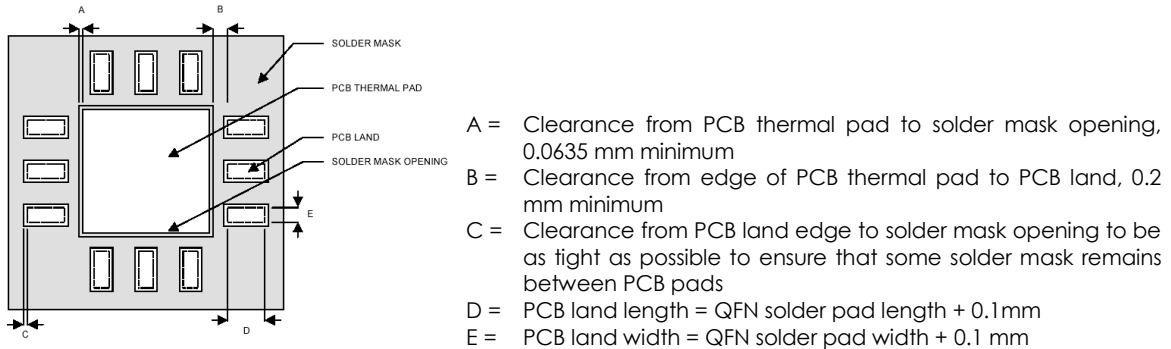 A
B
SOLDER MASK
PCB THERMAL PAD
PCB LAND
SOLDER MASK OPENING
E
D
C
A = Clearance from PCB thermal pad to solder mask opening,
0.0635 mm minimum
B = Clearance from edge of PCB thermal pad to PCB land, 0.2
mm minimum
C = Clearance from PCB land edge to solder mask opening to be
as tight as possible to ensure that some solder mask remains
between PCB pads
D = PCB land length = QFN solder pad length + 0.1mm
E = PCB land width = QFN solder pad width + 0.1 mm